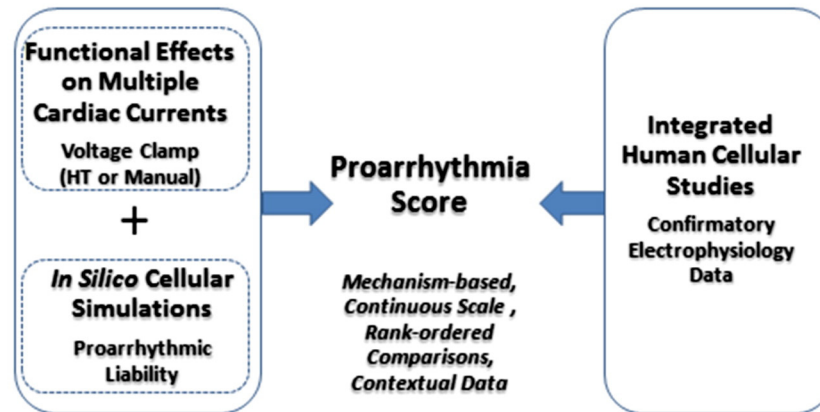 Functional Effects
on Multiple
Cardiac Currents
Voltage Clamp
(HT or Manual)
+
In Silico Cellular
Simulations
Proarrhythmic
Liability
Proarrhythmia
Score
Mechanism-based,
Continuous Scale ,
Rank-ordered
Comparisons,
Contextual Data
Integrated
Human Cellular
Studies
Confirmatory
Electrophysiology
Data